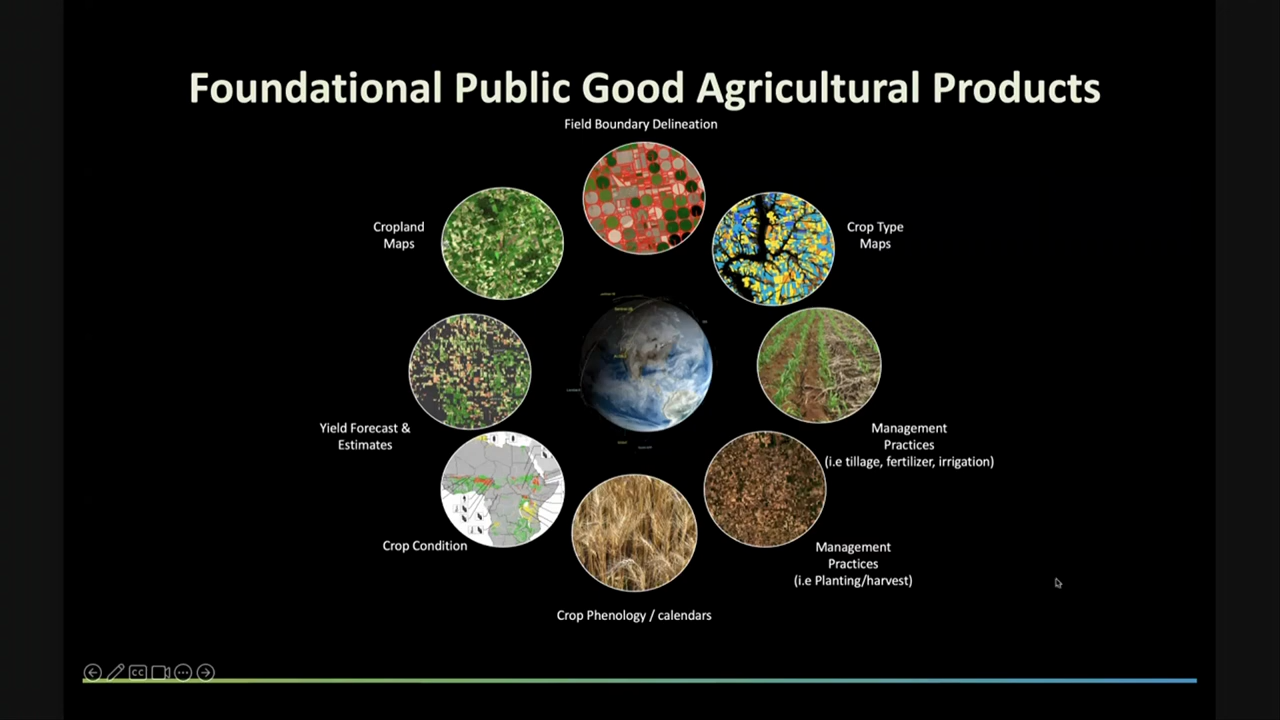 Foundational Public Good Agricultural Products
Field Boundary Delineation
Cropland
Maps
Crop Type
Maps
Yield Forecast &
Estimates
Management
Practices
(i.e tillage, fertilizer, irrigation)
Crop Condition
Management
Practices
(i.e Planting/harvest)
Crop Phenology / calendars
CC